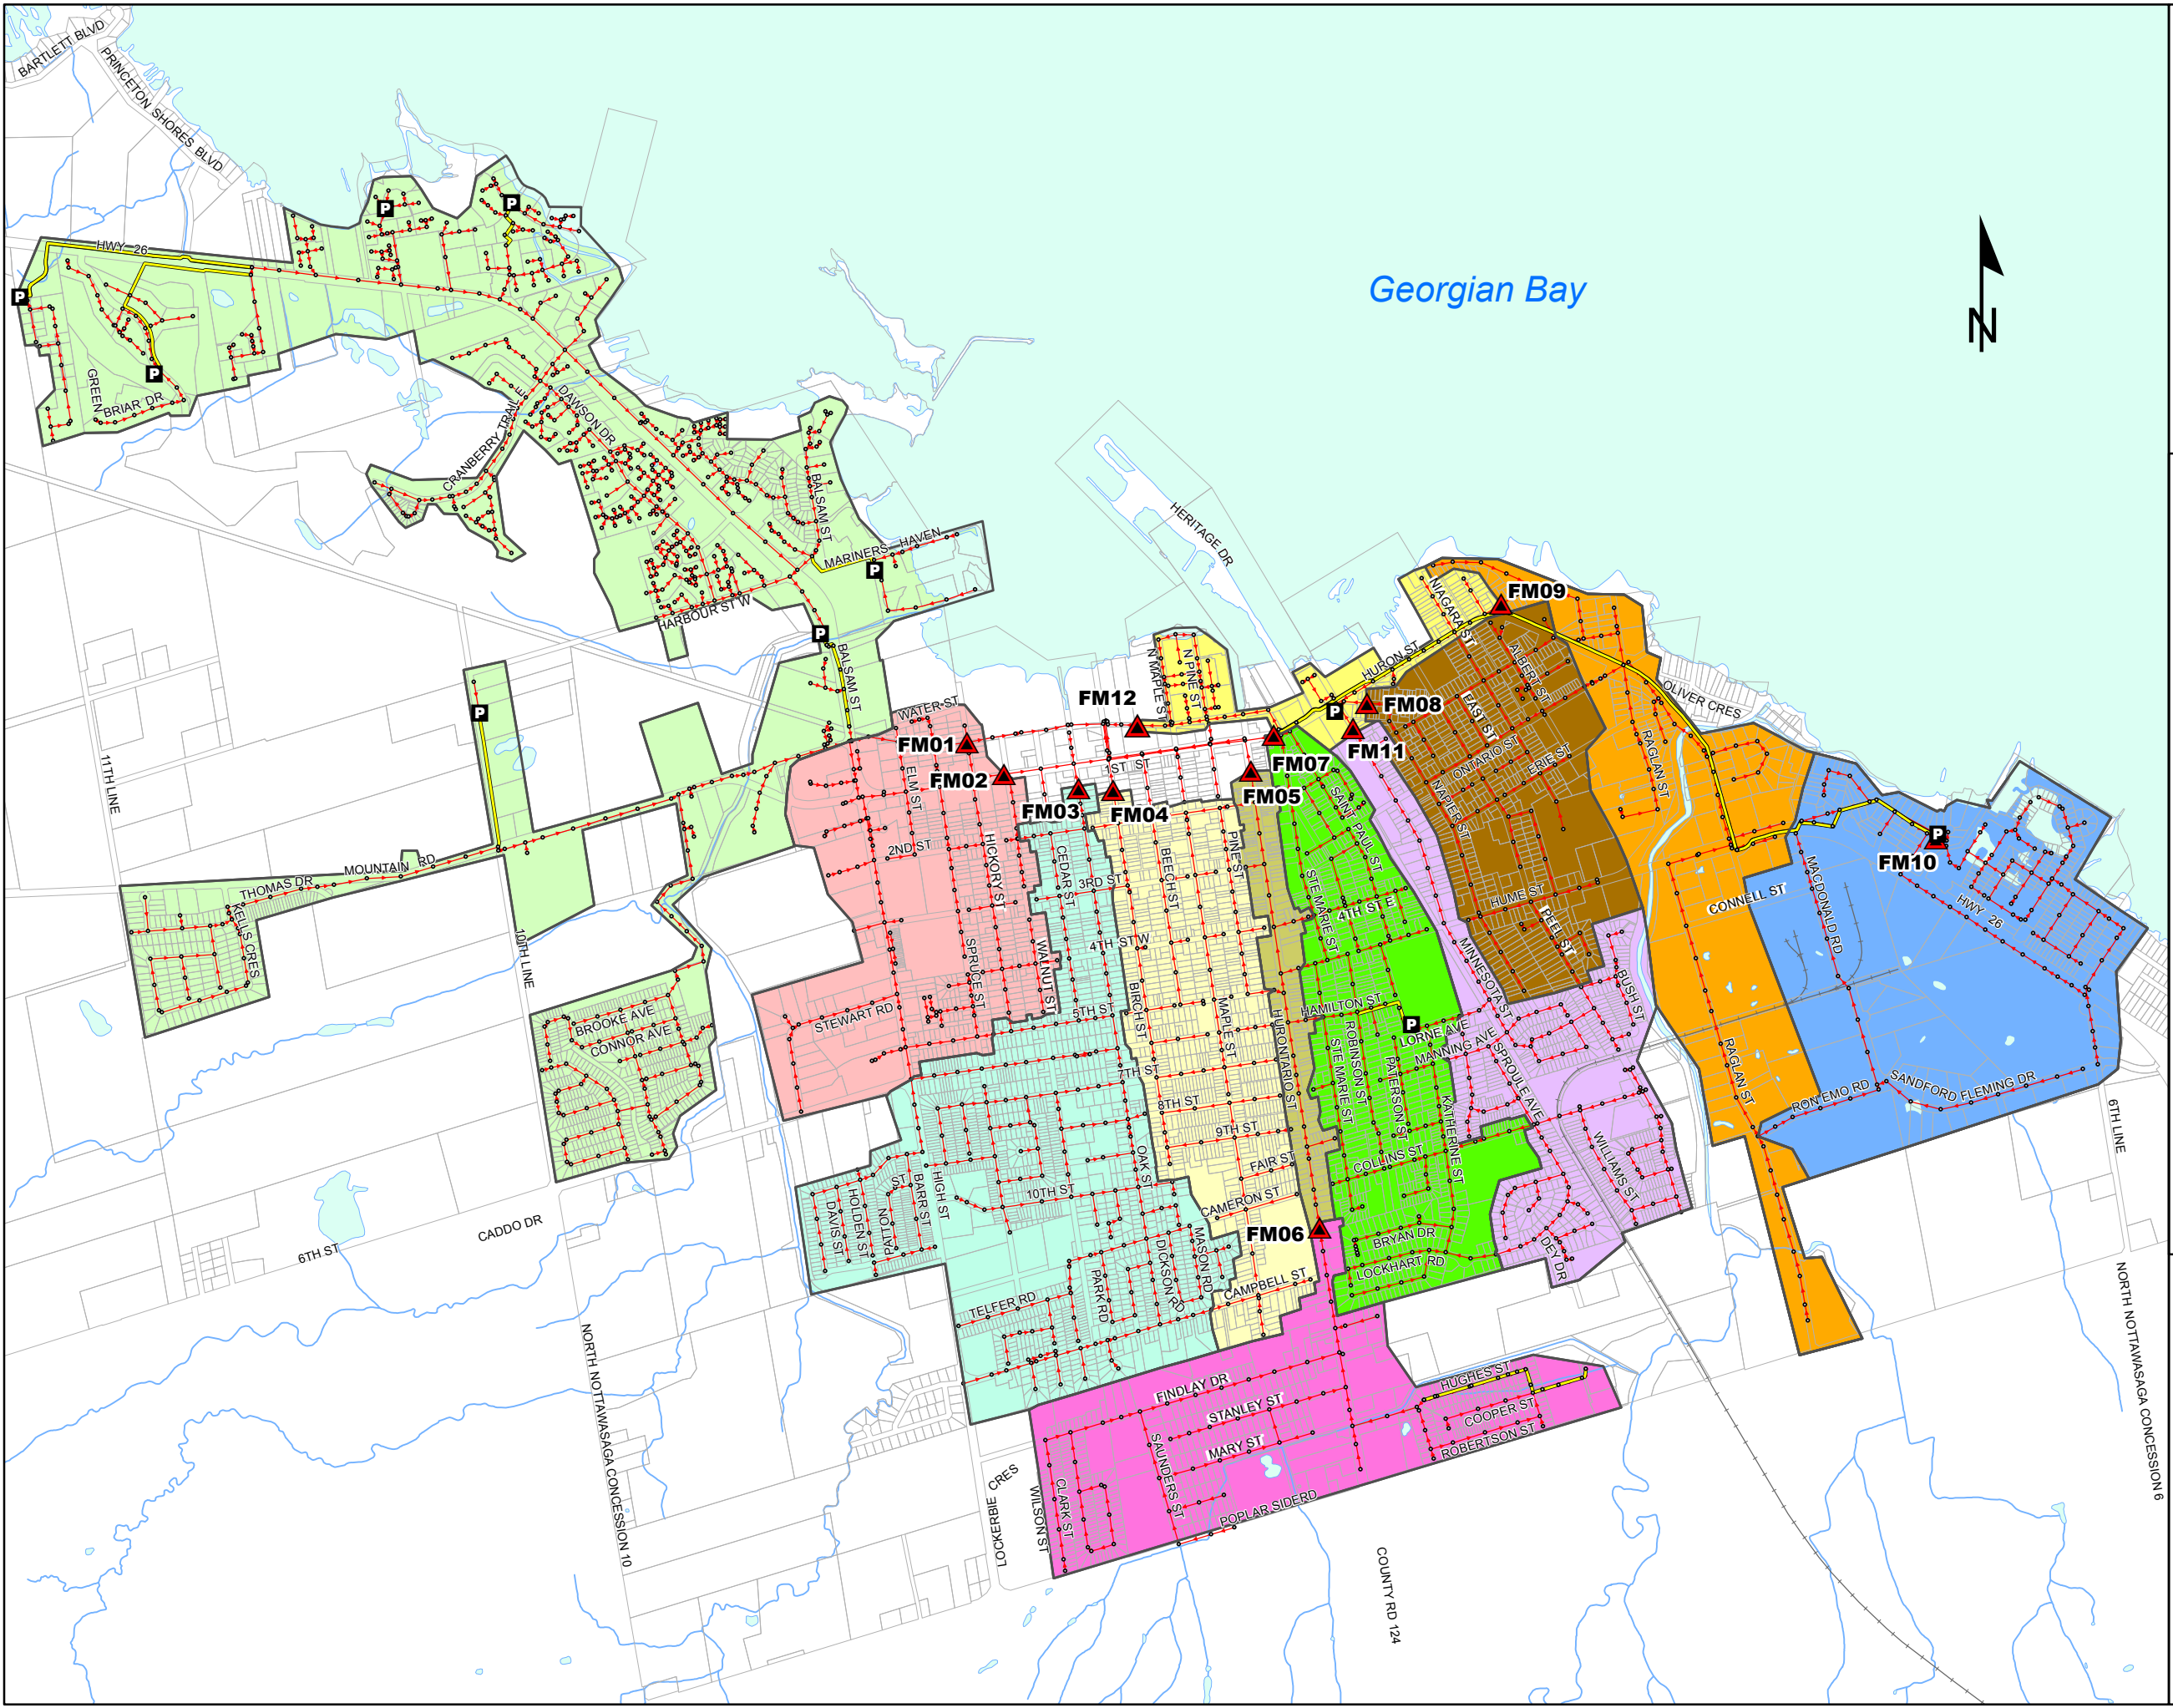 BARTLETT BLVD
PRINCETON SHORES BLVD
P
P
HWY 26
P
Georgian Bay
N
P
GREEN
BRIAR DR
CRANBERRY TRAIL E
DAWSON DR
BALSAM ST
MARINERS HAVEN
P
HERITAGE DR
HARBOUR ST W
P
BALSAM ST
NIAGARA ST
FM09
HURON ST
ALBERT ST
N MAPLE ST
N PINE ST
P
11TH LINE
WATER ST
FM12
P
FM08
EAST ST
OLIVER CRES
FM01
FM11
FM02
1ST ST
FM07
ONTARIO ST
ERIE ST
RAGLAN ST
ELM ST
FM03
FM04
FM05
NAPIER ST
SAINT PAUL ST
P
FM10
2ND ST
HICKORY ST
CEDAR ST
3RD ST
BEECH ST
PINE ST
STE MARIE ST
4TH ST E
HUME ST
PEEL ST
CONNELL ST
MACDONALD RD
HWY 26
MOUNTAIN RD
THOMAS DR
KELLS CRES
10TH LINE
SPRUCE ST
WALNUT ST
4TH ST W
BIRCH ST
MAPLE ST
HURONTARIO ST
HAMILTON ST
P
MINNESOTA ST
BUSH ST
BROOKE AVE
CONNOR AVE
STEWART RD
5TH ST
LORNE AVE
MANNING AVE
ROBINSON ST
STE MARIE ST
PATERSON ST
KATHERINE ST
SPROULE AVE
RAGLAN ST
RON EMO RD
SANDFORD FLEMING DR
6TH LINE
7TH ST
8TH ST
9TH ST
FAIR ST
COLLINS ST
WILLIAMS ST
OAK ST
DAVIS ST
HOLDEN ST
PATTON ST
BARR ST
HIGH ST
10TH ST
CAMERON ST
FM06
BRYAN DR
LOCKHART RD
DEY DR
6TH ST
CADDO DR
MASON RD
DICKSON RD
PARK RD
TELFER RD
CAMPBELL ST
NORTH NOTTAWASAGA CONCESSION 10
NORTH NOTTAWASAGA CONCESSION 6
FINDLAY DR
STANLEY ST
MARY ST
HUGHES ST
COOPER ST
ROBERTSON ST
SAUNDERS ST
CLARK ST
WILSON ST
LOCKERBIE CRES
POPLAR SIDERD
COUNTY RD 124